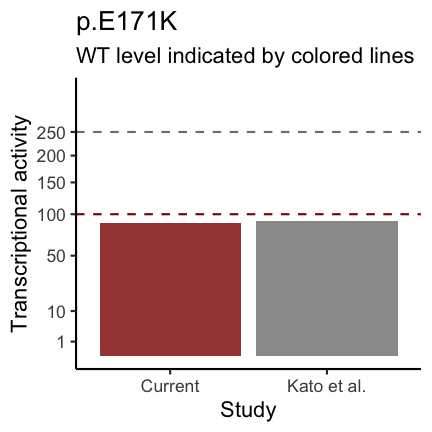 p.E171K
WT level indicated by colored lines
Transcriptional activity
250
200
150
100
50
10
1
Current
Kato et al.
Study